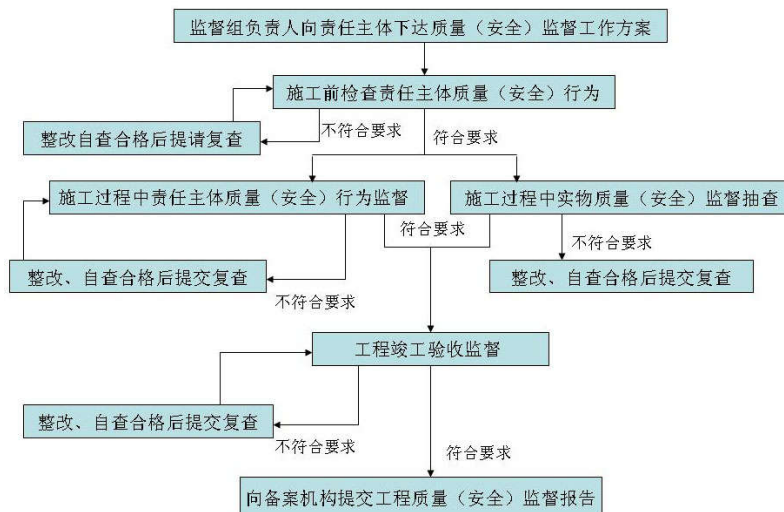 监督组负责人向责任主体下达质量（安全）监督工作方案
施工前检查责任主体质量（安全）行为
整改自查合格后提请复查
不符合要求
符合要求
施工过程中责任主体质量（安全）行为监督
施工过程中实物质量（安全）监督抽查
符合要求
不符合要求
整改、自查合格后提交复查
整改、自查合格后提交复查
不符合要求
工程竣工验收监督
整改、自查合格后提交复查
不符合要求
符合要求
向备案机构提交工程质量（安全）监督报告